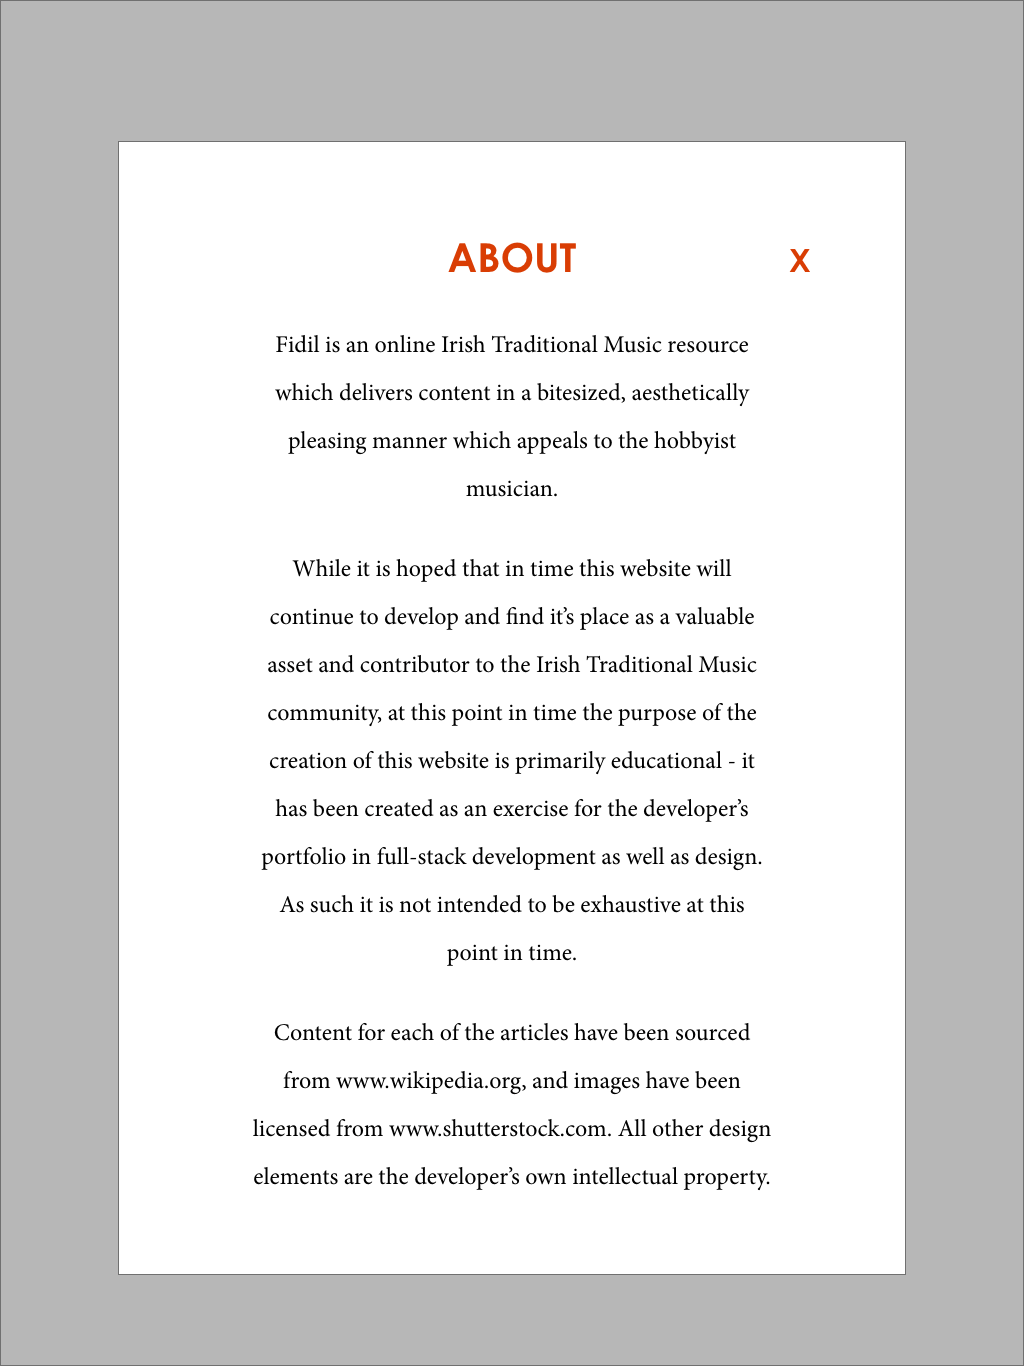 ABOUT X
Fidil is an online Irish Traditional Music resource
which delivers content in a bitesized, aesthetically
pleasing manner which appeals to the hobbyist
musician.
While it is hoped that in time this website will
continue to develop and find it’s place as a valuable
asset and contributor to the Irish Traditional Music
community, at this point in time the purpose of the
creation of this website is primarily educational - it
has been created as an exercise for the developer’s
portfolio in full-stack development as well as design.
As such it is not intended to be exhaustive at this
point in time.
Content for each of the articles have been sourced
from www.wikipedia.org, and images have been
licensed from www.shutterstock.com. All other design
elements are the developer’s own intellectual property.